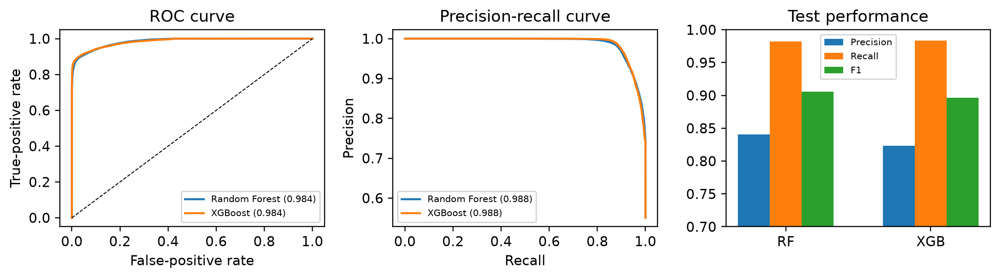 ROC curve
True-positive rate
1.0
0.8
0.6
0.4
0.2
0.0
Random Forest (0.984)
XGBoost (0.984)
0.0 0.2 0.4 0.6 0.8 1.0
False-positive rate
Precision-recall curve
Precision
1.0
0.9
0.8
0.7
0.6
Random Forest (0.988)
XGBoost (0.988)
0.0 0.2 0.4 0.6 0.8 1.0
Recall
Test performance
1.00
0.95
0.90
0.85
0.80
0.75
0.70
Precision
Recall
F1
RF XGB